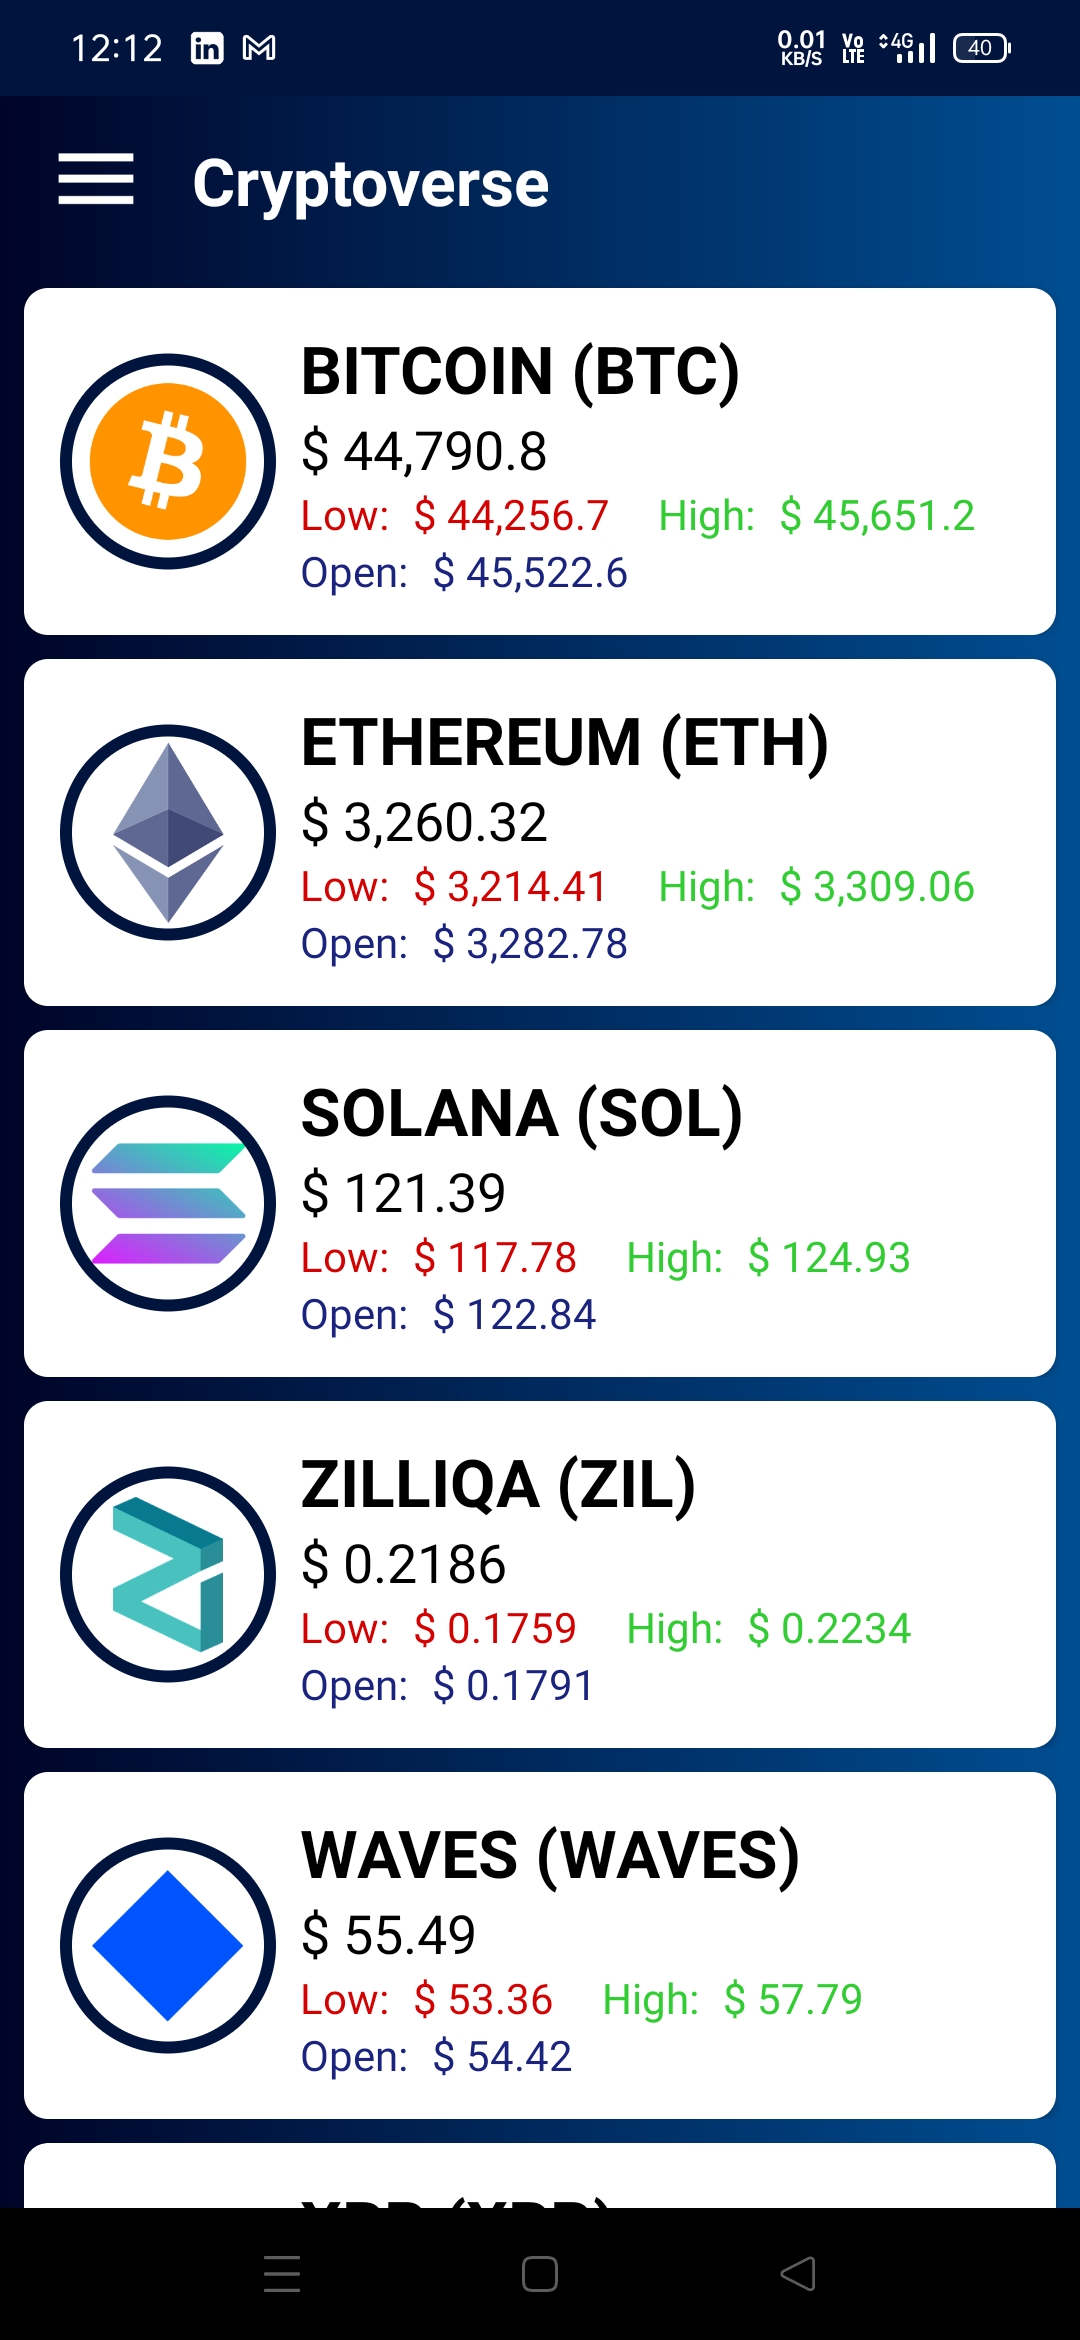 12:12 in 0.01 KB/S Vo LTE 4G 40
Cryptoverse
BITCOIN (BTC)
$ 44,790.8
Low: $ 44,256.7 High: $ 45,651.2
Open: $ 45,522.6
ETHEREUM (ETH)
$ 3,260.32
Low: $ 3,214.41 High: $ 3,309.06
Open: $ 3,282.78
SOLANA (SOL)
$ 121.39
Low: $ 117.78 High: $ 124.93
Open: $ 122.84
ZILLIQA (ZIL)
$ 0.2186
Low: $ 0.1759 High: $ 0.2234
Open: $ 0.1791
WAVES (WAVES)
$ 55.49
Low: $ 53.36 High: $ 57.79
Open: $ 54.42